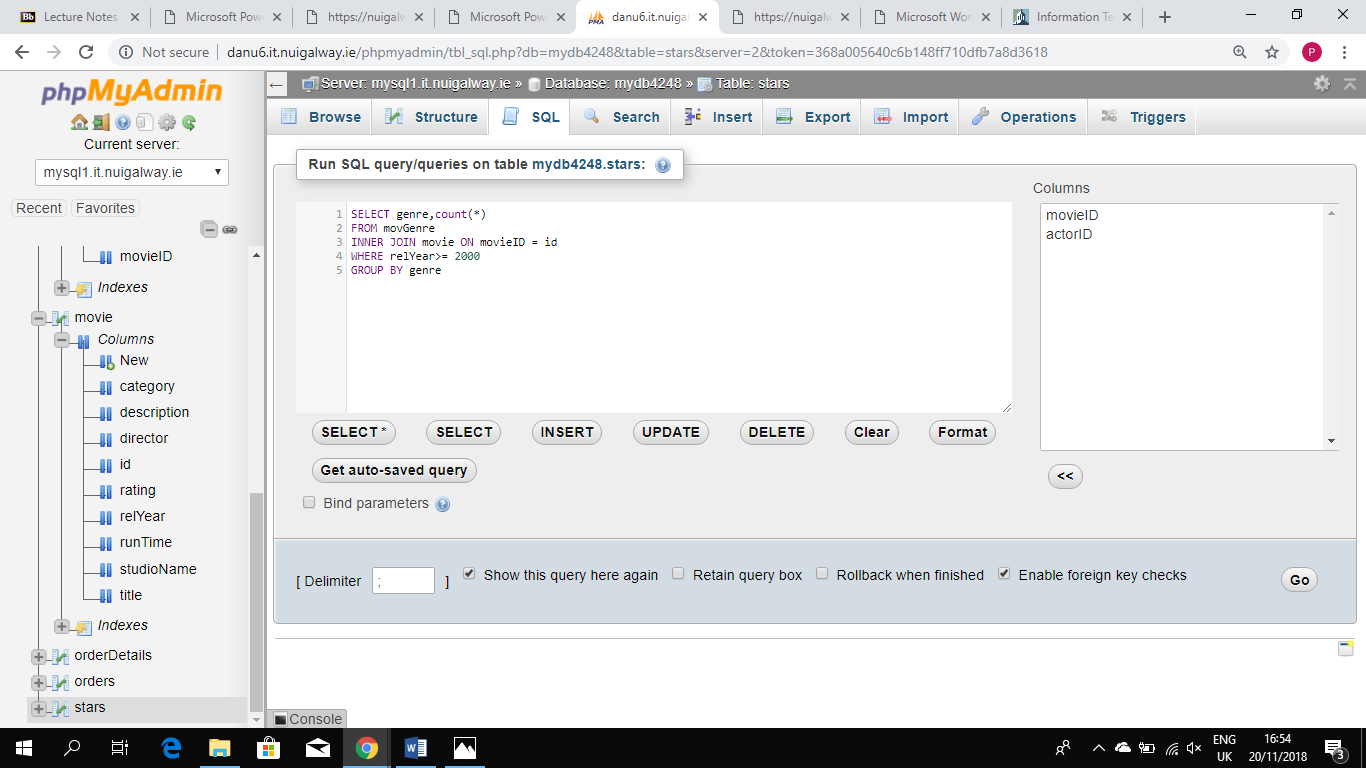 Lecture Notes
Microsoft Pow
https://nuigalw
Microsoft Pow
danu6.it.nuigal
https://nuigalw
Microsoft Wor
Information Te
Not secure
danu6.it.nuigalway.ie/phpmyadmin/tbl_sql.php?db=mydb4248&table=stars&server=2&token=368a005640c6b148ff710dfb7a8d3618
P
phpMyAdmin
Current server:
mysql1.it.nuigalway.ie
Recent
Favorites
movieID
Indexes
movie
Columns
New
category
description
director
id
rating
relYear
runTime
studioName
title
Indexes
orderDetails
orders
stars
Server: mysql1.it.nuigalway.ie » Database: mydb4248 » Table: stars
Browse
Structure
SQL
Search
Insert
Export
Import
Operations
Triggers
Run SQL query/queries on table mydb4248.stars:
1 SELECT genre,count(*)
2 FROM movGenre
3 INNER JOIN movie ON movieID = id
4 WHERE relYear>= 2000
5 GROUP BY genre
Columns
movieID
actorID
SELECT *
SELECT
INSERT
UPDATE
DELETE
Clear
Format
Get auto-saved query
<<
Bind parameters
[ Delimiter ; ]
Show this query here again
Retain query box
Rollback when finished
Enable foreign key checks
Go
Console
ENG
UK
16:54
20/11/2018
3